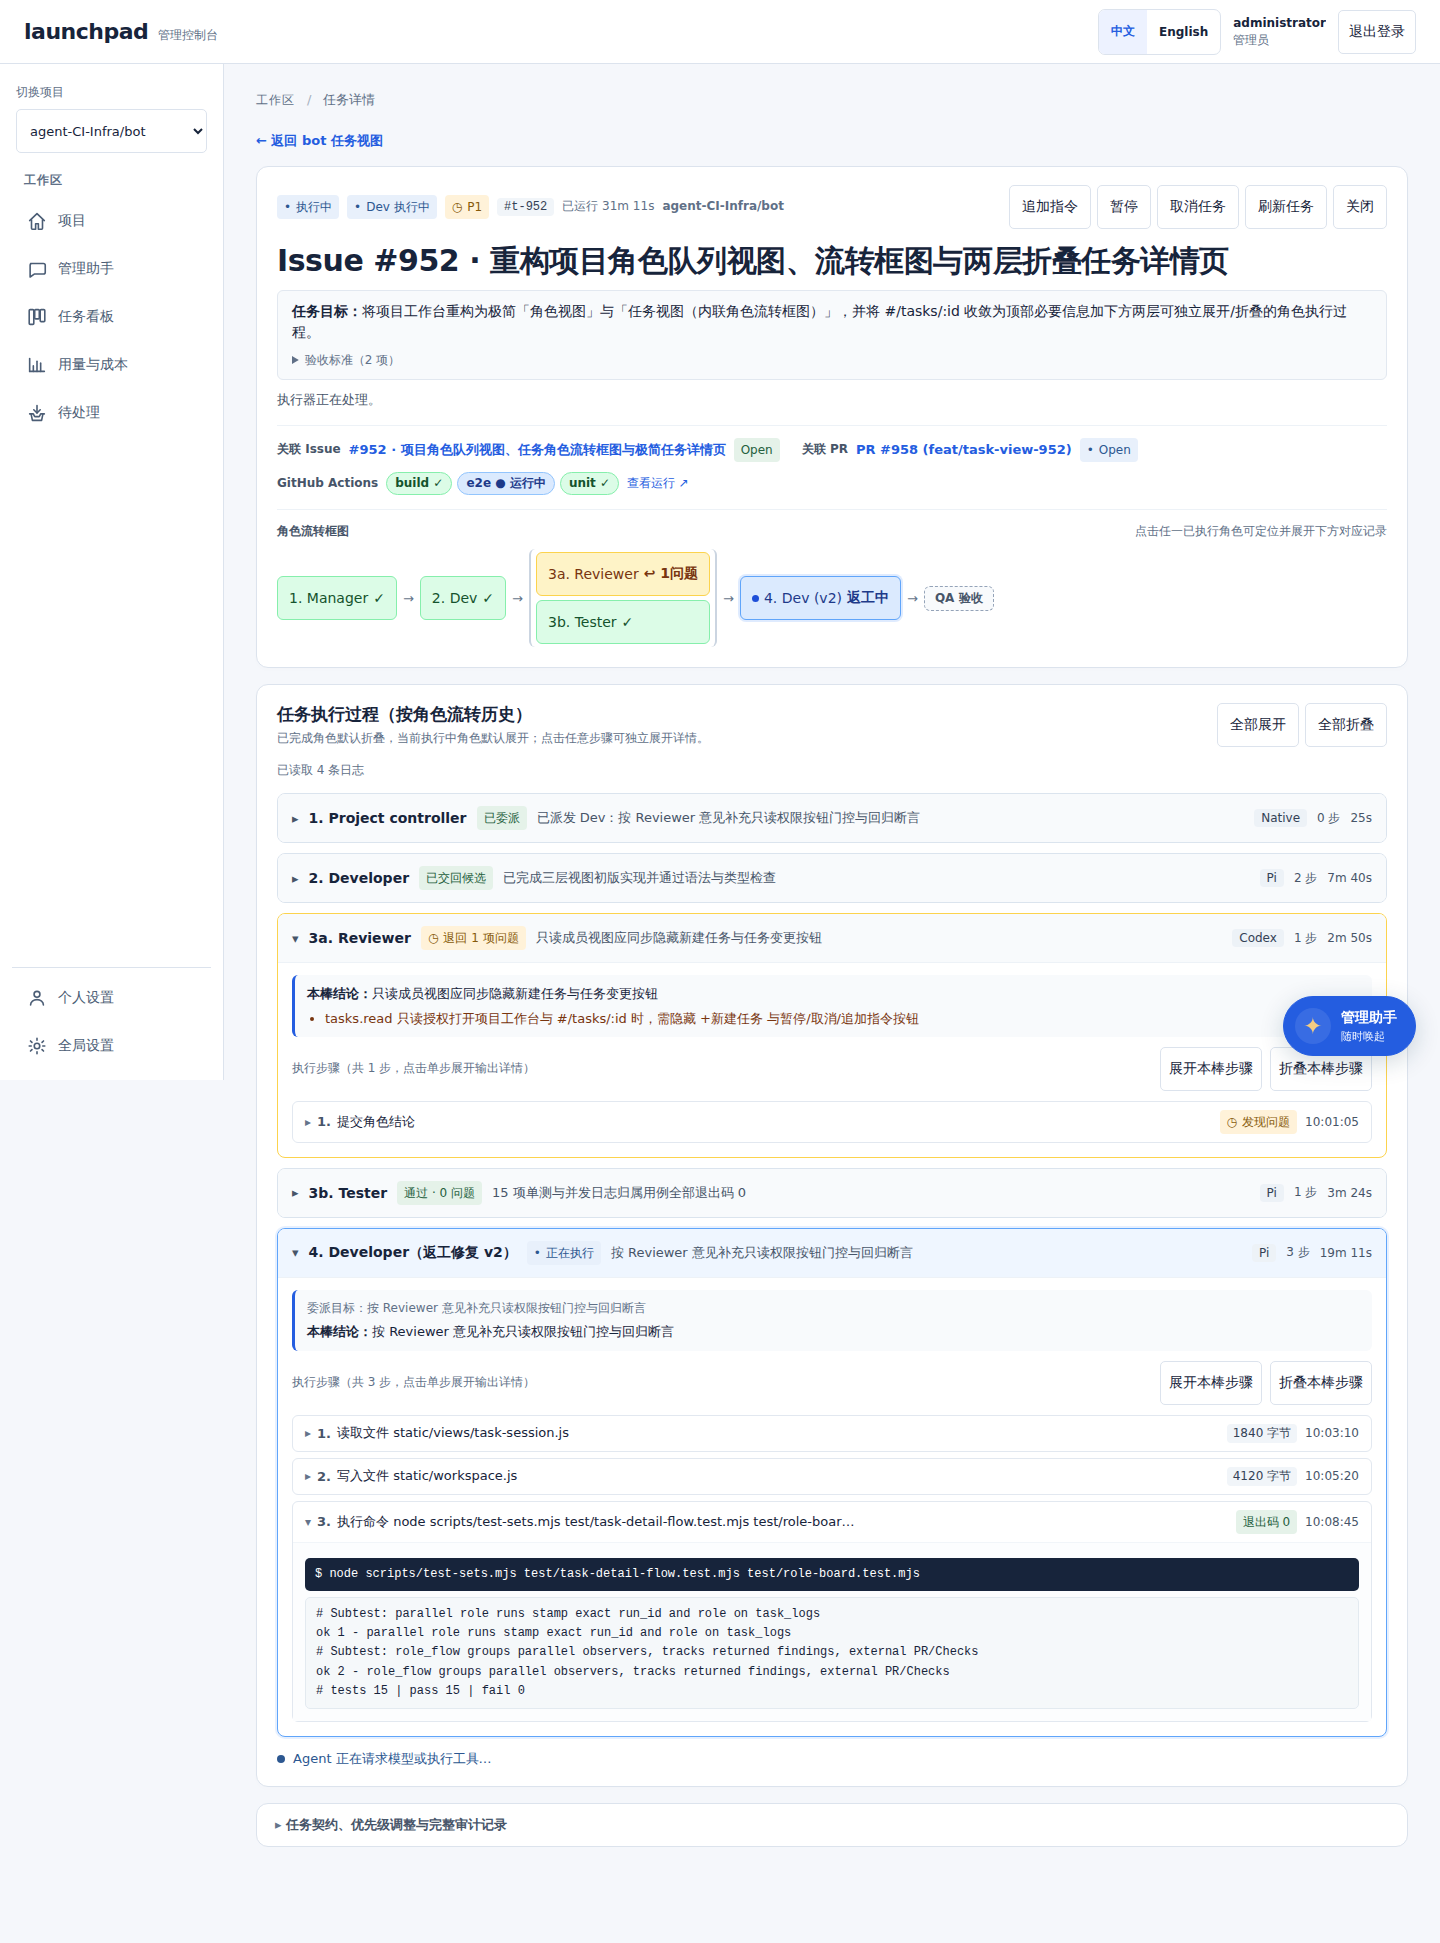 launchpad 管理控制台
中文 English administrator 管理员 退出登录
切换项目
agent-CI-Infra/bot
工作区
项目
管理助手
任务看板
用量与成本
待处理
个人设置
全局设置
工作区 / 任务详情
← 返回 bot 任务视图
• 执行中 • Dev 执行中 ◷ P1 #t-952 已运行 31m 11s agent-CI-Infra/bot 追加指令 暂停 取消任务 刷新任务 关闭
Issue #952 · 重构项目角色队列视图、流转框图与两层折叠任务详情页
任务目标：将项目工作台重构为极简「角色视图」与「任务视图（内联角色流转框图）」，并将 #/tasks/:id 收敛为顶部必要信息加下方两层可独立展开/折叠的角色执行过
程。
▶ 验收标准（2 项）
执行器正在处理。
关联 Issue #952 · 项目角色队列视图、任务角色流转框图与极简任务详情页 Open 关联 PR PR #958 (feat/task-view-952) • Open
GitHub Actions build ✓ e2e ● 运行中 unit ✓ 查看运行 ↗
角色流转框图 点击任一已执行角色可定位并展开下方对应记录
1. Manager ✓ → 2. Dev ✓ → 3a. Reviewer ↩ 1问题 3b. Tester ✓ → ● 4. Dev (v2) 返工中 → QA 验收
任务执行过程（按角色流转历史） 全部展开 全部折叠
已完成角色默认折叠，当前执行中角色默认展开；点击任意步骤可独立展开详情。
已读取 4 条日志
▸ 1. Project controller 已委派 已派发 Dev：按 Reviewer 意见补充只读权限按钮门控与回归断言 Native 0 步 25s
▸ 2. Developer 已交回候选 已完成三层视图初版实现并通过语法与类型检查 Pi 2 步 7m 40s
▾ 3a. Reviewer ◷ 退回 1 项问题 只读成员视图应同步隐藏新建任务与任务变更按钮 Codex 1 步 2m 50s
本棒结论：只读成员视图应同步隐藏新建任务与任务变更按钮
• tasks.read 只读授权打开项目工作台与 #/tasks/:id 时，需隐藏 +新建任务 与暂停/取消/追加指令按钮
✦ 管理助手 随时唤起
执行步骤（共 1 步，点击单步展开输出详情） 展开本棒步骤 折叠本棒步骤
▸ 1. 提交角色结论 ◷ 发现问题 10:01:05
▸ 3b. Tester 通过 · 0 问题 15 项单测与并发日志归属用例全部退出码 0 Pi 1 步 3m 24s
▾ 4. Developer（返工修复 v2） • 正在执行 按 Reviewer 意见补充只读权限按钮门控与回归断言 Pi 3 步 19m 11s
委派目标：按 Reviewer 意见补充只读权限按钮门控与回归断言
本棒结论：按 Reviewer 意见补充只读权限按钮门控与回归断言
执行步骤（共 3 步，点击单步展开输出详情） 展开本棒步骤 折叠本棒步骤
▸ 1. 读取文件 static/views/task-session.js 1840 字节 10:03:10
▸ 2. 写入文件 static/workspace.js 4120 字节 10:05:20
▾ 3. 执行命令 node scripts/test-sets.mjs test/task-detail-flow.test.mjs test/role-boar… 退出码 0 10:08:45
$ node scripts/test-sets.mjs test/task-detail-flow.test.mjs test/role-board.test.mjs
# Subtest: parallel role runs stamp exact run_id and role on task_logs
ok 1 - parallel role runs stamp exact run_id and role on task_logs
# Subtest: role_flow groups parallel observers, tracks returned findings, external PR/Checks
ok 2 - role_flow groups parallel observers, tracks returned findings, external PR/Checks
# tests 15 | pass 15 | fail 0
● Agent 正在请求模型或执行工具…
▸ 任务契约、优先级调整与完整审计记录